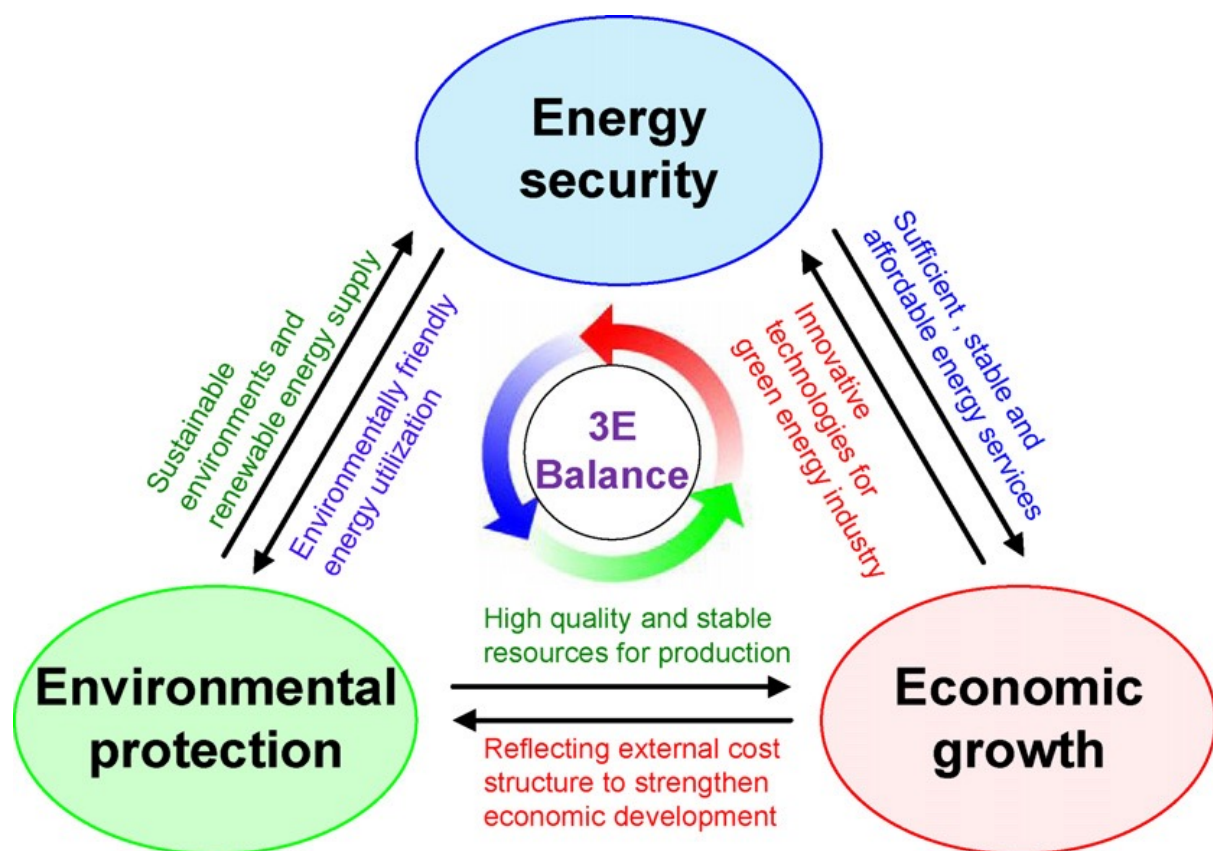 Energy
security
Sustainable
environments and
renewable energy supply
Environmentally friendly
energy utilization
3E
Balance
Innovative
technologies for
green energy industry
Sufficient , stable and
affordable energy services
High quality and stable
resources for production
Environmental
protection
Economic
growth
Reflecting external cost
structure to strengthen
economic development